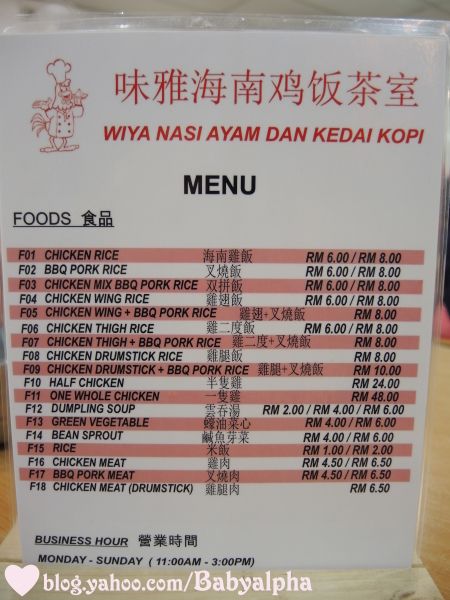 味雅海南鸡饭茶室
WIYA NASI AYAM DAN KEDAI KOPI
MENU
FOODS 食品
F01 CHICKEN RICE 海南雞飯 RM 6.00 / RM 8.00
F02 BBQ PORK RICE 叉燒飯 RM 6.00 / RM 8.00
F03 CHICKEN MIX BBQ PORK RICE 双拼飯 RM 6.00 / RM 8.00
F04 CHICKEN WING RICE 雞翅飯 RM 6.00 / RM 8.00
F05 CHICKEN WING + BBQ PORK RICE 雞翅+叉燒飯 RM 8.00
F06 CHICKEN THIGH RICE 雞二度飯 RM 6.00 / RM 8.00
F07 CHICKEN THIGH + BBQ PORK RICE 雞二度+叉燒飯 RM 8.00
F08 CHICKEN DRUMSTICK RICE 雞腿飯 RM 8.00
F09 CHICKEN DRUMSTICK + BBQ PORK RICE 雞腿+叉燒飯 RM 10.00
F10 HALF CHICKEN 半隻雞 RM 24.00
F11 ONE WHOLE CHICKEN 一隻雞 RM 48.00
F12 DUMPLING SOUP 雲吞湯 RM 2.00 / RM 4.00 / RM 6.00
F13 GREEN VEGETABLE 蠔油菜心 RM 4.00 / RM 6.00
F14 BEAN SPROUT 鹹魚芽菜 RM 4.00 / RM 6.00
F15 RICE 米飯 RM 1.00 / RM 2.00
F16 CHICKEN MEAT 雞肉 RM 4.50 / RM 6.50
F17 BBQ PORK MEAT 叉燒肉 RM 4.50 / RM 6.50
F18 CHICKEN MEAT (DRUMSTICK) 雞腿肉 RM 6.50
BUSINESS HOUR 營業時間
MONDAY - SUNDAY ( 11:00AM - 3:00PM)
blog.yahoo.com/Babyalpha